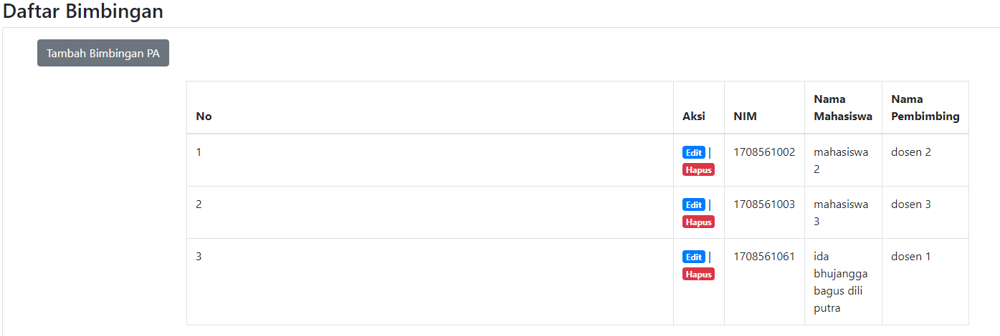 Daftar Bimbingan
Tambah Bimbingan PA
No Aksi NIM Nama Mahasiswa Nama Pembimbing
1 Edit | Hapus 1708561002 mahasiswa 2 dosen 2
2 Edit | Hapus 1708561003 mahasiswa 3 dosen 3
3 Edit | Hapus 1708561061 ida bhujangga bagus dili putra dosen 1